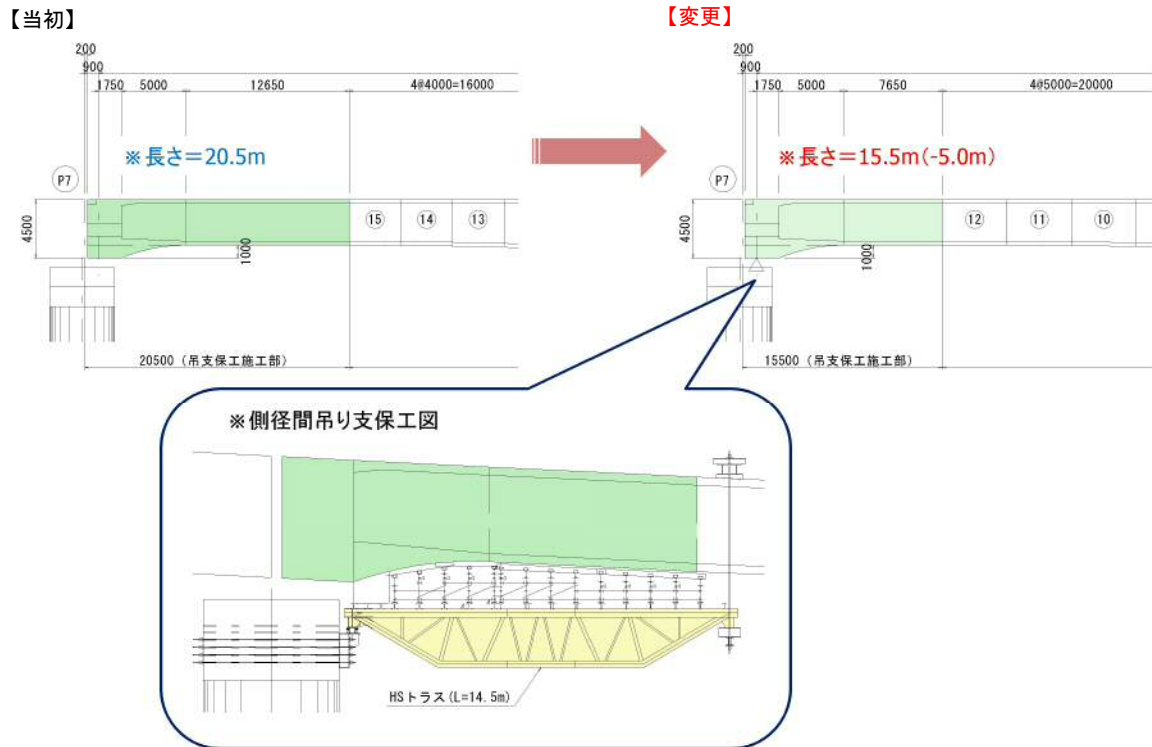 【当初】
【変更】
200
900
1750 5000 12650 4@4000=16000
※長さ＝20.5m
P7
4500
⑮ ⑭ ⑬
1000
20500（吊支保工施工部）
200
900
1750 5000 7650 4@5000=20000
※長さ＝15.5m(-5.0m)
P7
4500
⑫ ⑪ ⑩
1000
15500（吊支保工施工部）
※側径間吊り支保工図
HSトラス(L=14.5m)